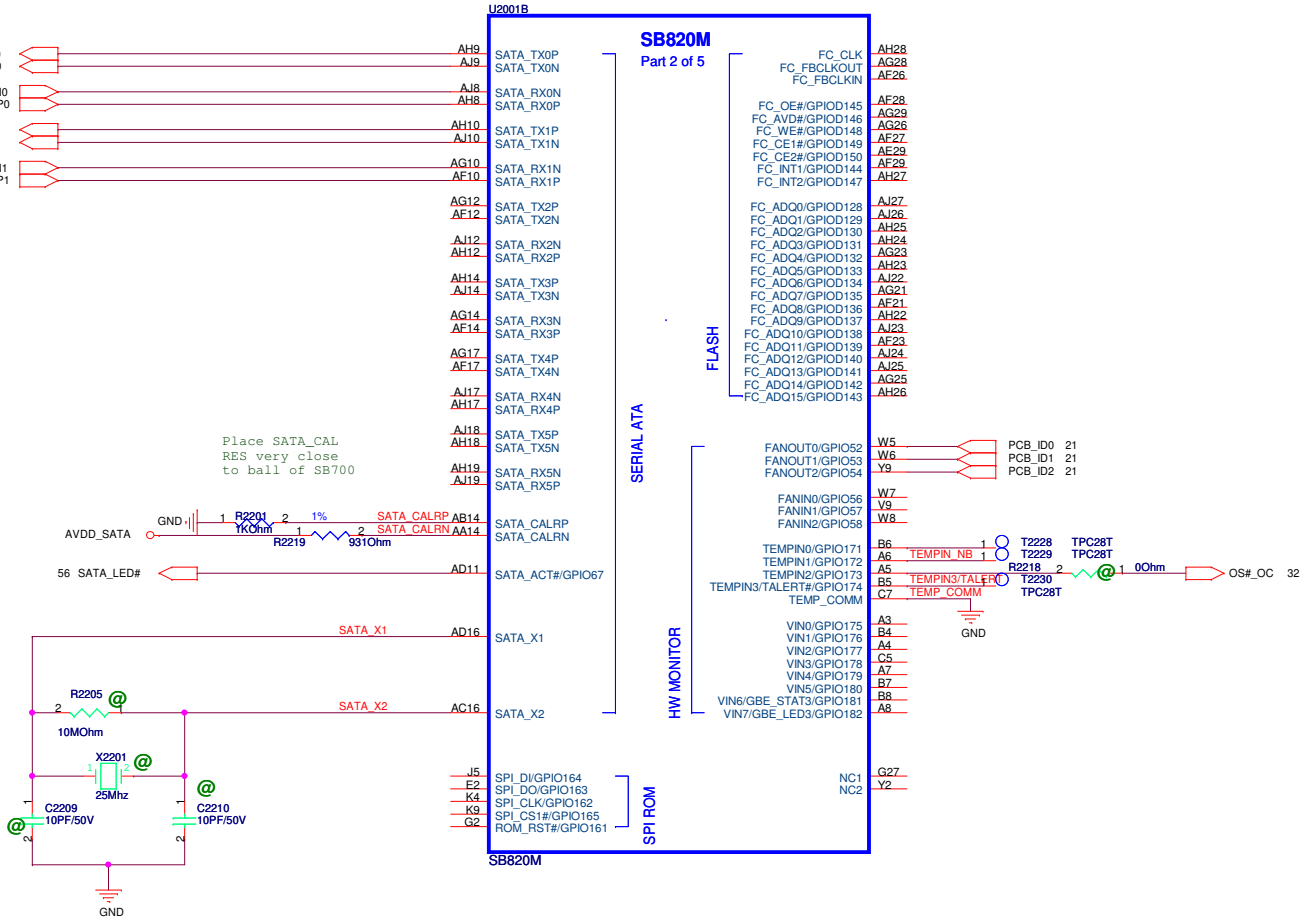 U2001B
SB820M
Part 2 of 5
AH9 SATA_TX0P
AJ9 SATA_TX0N
AJ8 SATA_RX0N
P0 AH8 SATA_RX0P
AH10 SATA_TX1P
AJ10 SATA_TX1N
AG10 SATA_RX1N
P1 AF10 SATA_RX1P
AG12 SATA_TX2P
AF12 SATA_TX2N
AJ12 SATA_RX2N
AH12 SATA_RX2P
AH14 SATA_TX3P
AJ14 SATA_TX3N
AG14 SATA_RX3N
AF14 SATA_RX3P
AG17 SATA_TX4P
AF17 SATA_TX4N
AJ17 SATA_RX4N
AH17 SATA_RX4P
AJ18 SATA_TX5P
AH18 SATA_TX5N
AH19 SATA_RX5N
AJ19 SATA_RX5P
SERIAL ATA
Place SATA_CAL
RES very close
to ball of SB700
GND 1 R2201 2 1% SATA_CALRP AB14 SATA_CALRP
1KOhm
AVDD_SATA R2219 1 2 931Ohm SATA_CALRN AA14 SATA_CALRN
56 SATA_LED# AD11 SATA_ACT#/GPIO67
SATA_X1 AD16 SATA_X1
SATA_X2 AC16 SATA_X2
R2205 @
2 1
10MOhm
X2201 @
1 2
25Mhz
@
1 C2209 10PF/50V 2 @
1 C2210 10PF/50V 2
GND
J5 SPI_DI/GPIO164
E2 SPI_DO/GPIO163
K4 SPI_CLK/GPIO162
K9 SPI_CS1#/GPIO165
G2 ROM_RST#/GPIO161
SPI ROM
SB820M
FC_CLK AH28
FC_FBCLKOUT AG28
FC_FBCLKIN AF26
FC_OE#/GPIOD145 AF28
FC_AVD#/GPIOD146 AG29
FC_WE#/GPIOD148 AG26
FC_CE1#/GPIOD149 AF27
FC_CE2#/GPIOD150 AE29
FC_INT1/GPIOD144 AF29
FC_INT2/GPIOD147 AH27
FC_ADQ0/GPIOD128 AJ27
FC_ADQ1/GPIOD129 AJ26
FC_ADQ2/GPIOD130 AH25
FC_ADQ3/GPIOD131 AH24
FC_ADQ4/GPIOD132 AG23
FC_ADQ5/GPIOD133 AH23
FC_ADQ6/GPIOD134 AJ22
FC_ADQ7/GPIOD135 AG21
FC_ADQ8/GPIOD136 AF21
FC_ADQ9/GPIOD137 AH22
FC_ADQ10/GPIOD138 AJ23
FC_ADQ11/GPIOD139 AF23
FC_ADQ12/GPIOD140 AJ24
FC_ADQ13/GPIOD141 AJ25
FC_ADQ14/GPIOD142 AG25
FC_ADQ15/GPIOD143 AH26
FLASH
FANOUT0/GPIO52 W5 PCB_ID0 21
FANOUT1/GPIO53 W6 PCB_ID1 21
FANOUT2/GPIO54 Y9 PCB_ID2 21
FANIN0/GPIO56 W7
FANIN1/GPIO57 V9
FANIN2/GPIO58 W8
TEMPIN0/GPIO171 B6 1 T2228 TPC28T
TEMPIN1/GPIO172 A6 TEMPIN_NB 1 T2229 TPC28T
TEMPIN2/GPIO173 A5 R2218 2 @ 1 0Ohm OS#_OC 32
TEMPIN3/TALERT#/GPIO174 B5 TEMPIN3/TALERT 1 T2230 TPC28T
TEMP_COMM C7 TEMP_COMM
GND
VIN0/GPIO175 A3
VIN1/GPIO176 B4
VIN2/GPIO177 A4
VIN3/GPIO178 C5
VIN4/GPIO179 A7
VIN5/GPIO180 B7
VIN6/GBE_STAT3/GPIO181 B8
VIN7/GBE_LED3/GPIO182 A8
HW MONITOR
NC1 G27
NC2 Y2